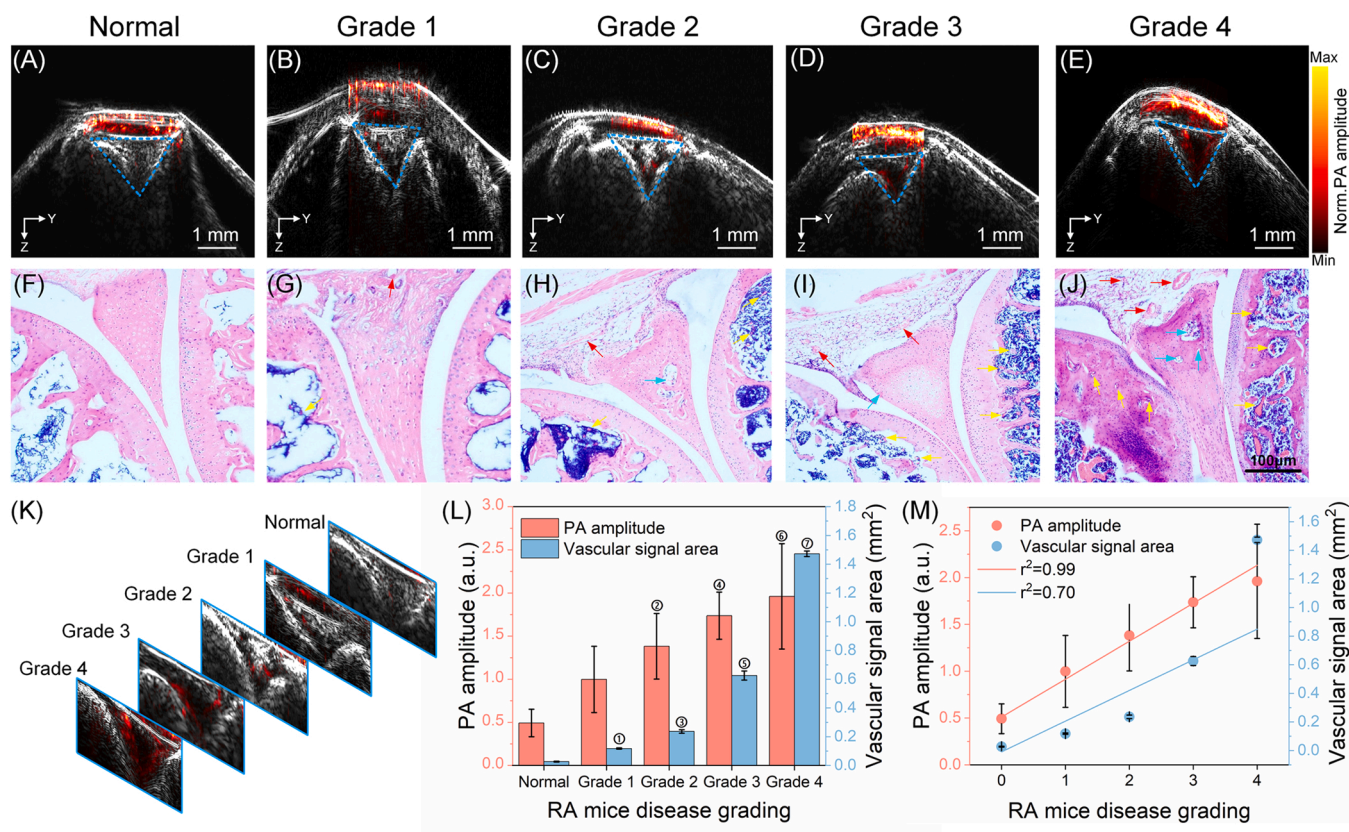 Normal Grade 1 Grade 2 Grade 3 Grade 4
(A) (B) (C) (D) (E)
Max
Norm.PA amplitude
Min
Y Y Y Y Y
Z Z Z Z Z
1 mm 1 mm 1 mm 1 mm 1 mm
(F) (G) (H) (I) (J)
100μm
(K)
Normal
Grade 1
Grade 2
Grade 3
Grade 4
(L)
PA amplitude
Vascular signal area
PA amplitude (a.u.)
3.0
2.5
2.0
1.5
1.0
0.5
0.0
① ② ③ ④ ⑤ ⑥ ⑦
1.8
1.6
1.4
1.2
1.0
0.8
0.6
0.4
0.2
0.0
Vascular signal area (mm²)
Normal Grade 1 Grade 2 Grade 3 Grade 4
RA mice disease grading
(M)
PA amplitude
Vascular signal area
r²=0.99
r²=0.70
PA amplitude (a.u.)
2.5
2.0
1.5
1.0
0.5
0.0
1.6
1.4
1.2
1.0
0.8
0.6
0.4
0.2
0.0
Vascular signal area (mm²)
0 1 2 3 4
RA mice disease grading